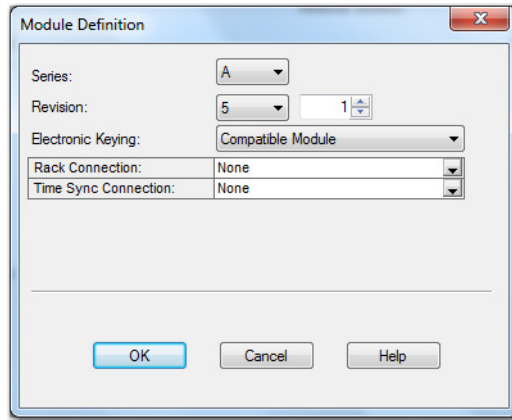 Module Definition
Series: A
Revision: 5 1
Electronic Keying: Compatible Module
Rack Connection: None
Time Sync Connection: None
OK Cancel Help